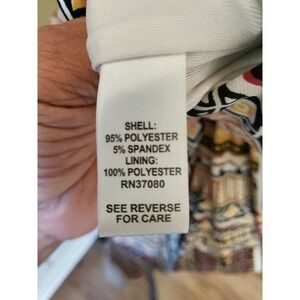 SHELL:
95% POLYESTER
5% SPANDEX
LINING:
100% POLYESTER
RN37080
SEE REVERSE
FOR CARE